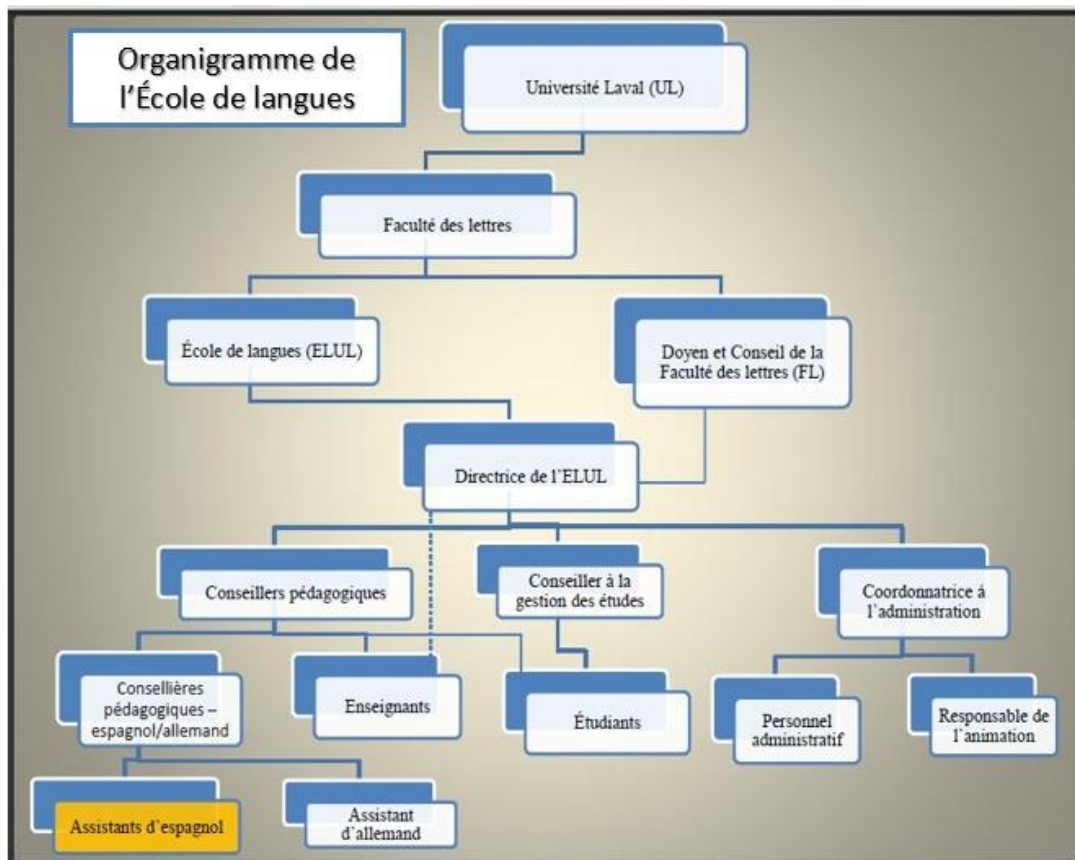 Organigramme de
l'École de langues
Université Laval (UL)
Faculté des lettres
École de langues (ELUL)
Doyen et Conseil de la
Faculté des lettres (FL)
Directrice de l'ELUL
Conseillers pédagogiques
Conseiller à la
gestion des études
Coordonnatrice à
l'administration
Consellières
pédagogiques –
espagnol/allemand
Enseignants
Étudiants
Personnel
administratif
Responsable de
l'animation
Assistants d'espagnol
Assistant
d'allemand